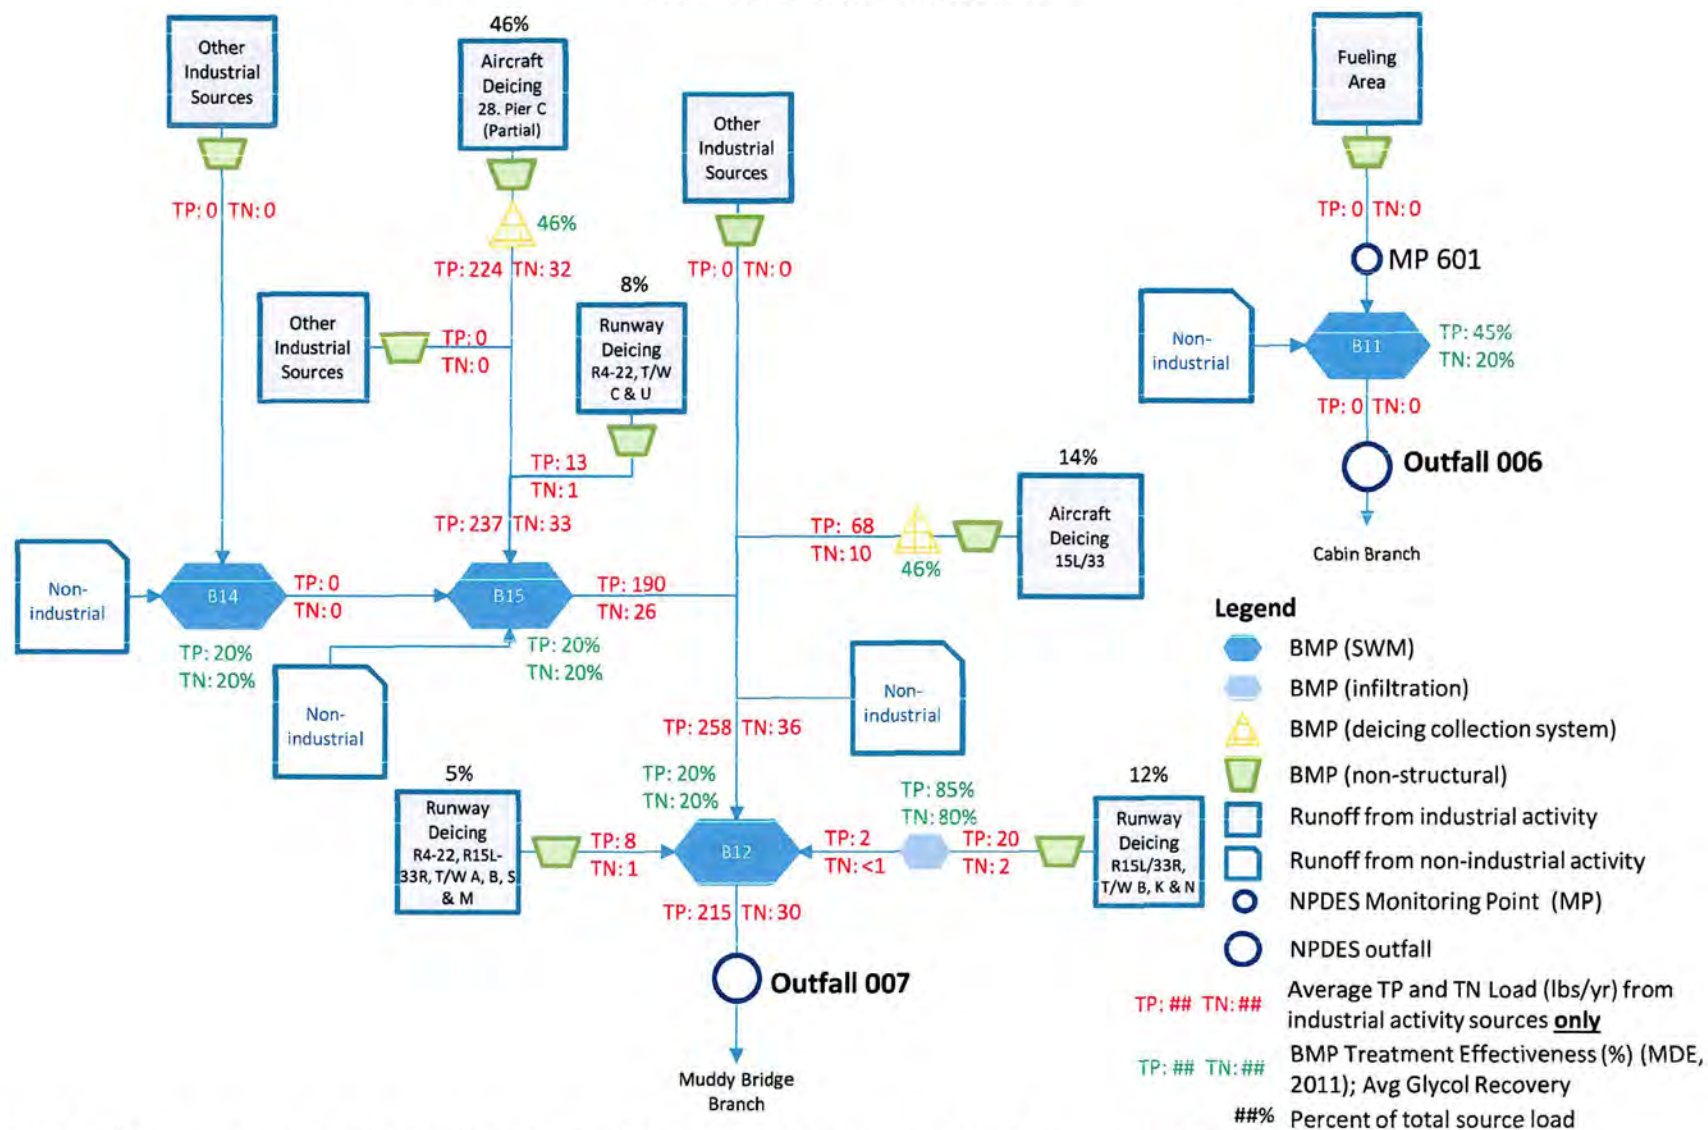 46%
Other
Industrial
Sources
Aircraft
Deicing
28. Pier C
(Partial)
Other
Industrial
Sources
Fueling
Area
46%
TP: 0 TN: 0
TP: 224 TN: 32
TP: 0 TN: 0
TP: 0 TN: 0
MP 601
8%
Other
Industrial
Sources
TP: 0
TN: 0
Runway
Deicing
R4-22, T/W
C & U
Non-
industrial
B11
TP: 45%
TN: 20%
TP: 0 TN: 0
Outfall 006
Cabin Branch
TP: 13
TN: 1
TP: 237 TN: 33
14%
Aircraft
Deicing
15L/33
TP: 68
TN: 10
46%
Non-
industrial
B14
TP: 0
TN: 0
B15
TP: 190
TN: 26
TP: 20%
TN: 20%
TP: 20%
TN: 20%
Non-
industrial
Non-
industrial
TP: 258 TN: 36
5%
Runway
Deicing
R4-22, R15L-
33R, T/W A, B, S
& M
TP: 8
TN: 1
TP: 20%
TN: 20%
B12
TP: 2
TN: <1
TP: 85%
TN: 80%
TP: 20
TN: 2
12%
Runway
Deicing
R15L/33R,
T/W B, K & N
TP: 215 TN: 30
Outfall 007
Muddy Bridge
Branch
Legend
BMP (SWM)
BMP (infiltration)
BMP (deicing collection system)
BMP (non-structural)
Runoff from industrial activity
Runoff from non-industrial activity
NPDES Monitoring Point (MP)
NPDES outfall
TP: ## TN: ## Average TP and TN Load (lbs/yr) from
industrial activity sources only
TP: ## TN: ## BMP Treatment Effectiveness (%) (MDE,
2011); Avg Glycol Recovery
##% Percent of total source load